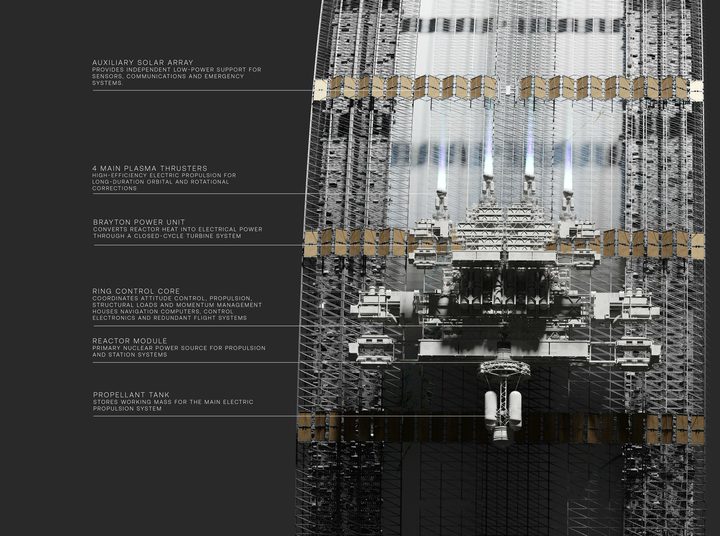 AUXILIARY SOLAR ARRAY
PROVIDES INDEPENDENT LOW-POWER SUPPORT FOR
SENSORS, COMMUNICATIONS AND EMERGENCY
SYSTEMS.
4 MAIN PLASMA THRUSTERS
HIGH-EFFICIENCY ELECTRIC PROPULSION FOR
LONG-DURATION ORBITAL AND ROTATIONAL
CORRECTIONS
BRAYTON POWER UNIT
CONVERTS REACTOR HEAT INTO ELECTRICAL POWER
THROUGH A CLOSED-CYCLE TURBINE SYSTEM
RING CONTROL CORE
COORDINATES ATTITUDE CONTROL, PROPULSION,
STRUCTURAL LOADS AND MOMENTUM MANAGEMENT
HOUSES NAVIGATION COMPUTERS, CONTROL
ELECTRONICS AND REDUNDANT FLIGHT SYSTEMS
REACTOR MODULE
PRIMARY NUCLEAR POWER SOURCE FOR PROPULSION
AND STATION SYSTEMS
PROPELLANT TANK
STORES WORKING MASS FOR THE MAIN ELECTRIC
PROPULSION SYSTEM